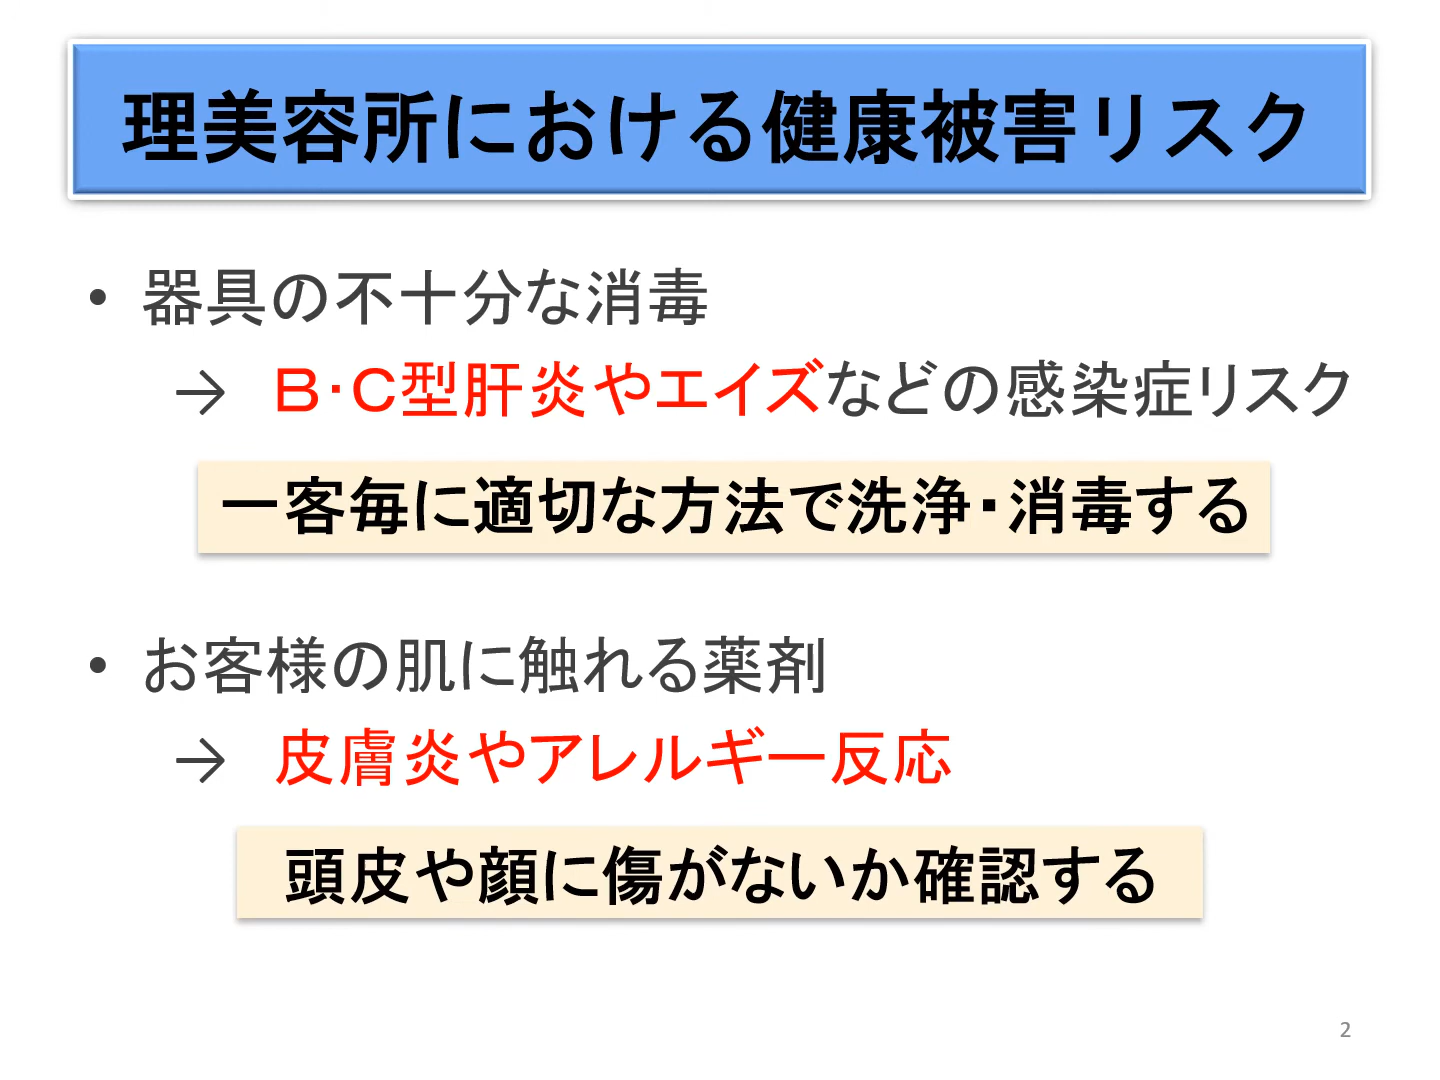 理美容所における健康被害リスク
• 器具の不十分な消毒
→ Ｂ・Ｃ型肝炎やエイズなどの感染症リスク
一客毎に適切な方法で洗浄・消毒する
• お客様の肌に触れる薬剤
→ 皮膚炎やアレルギー反応
頭皮や顔に傷がないか確認する
2